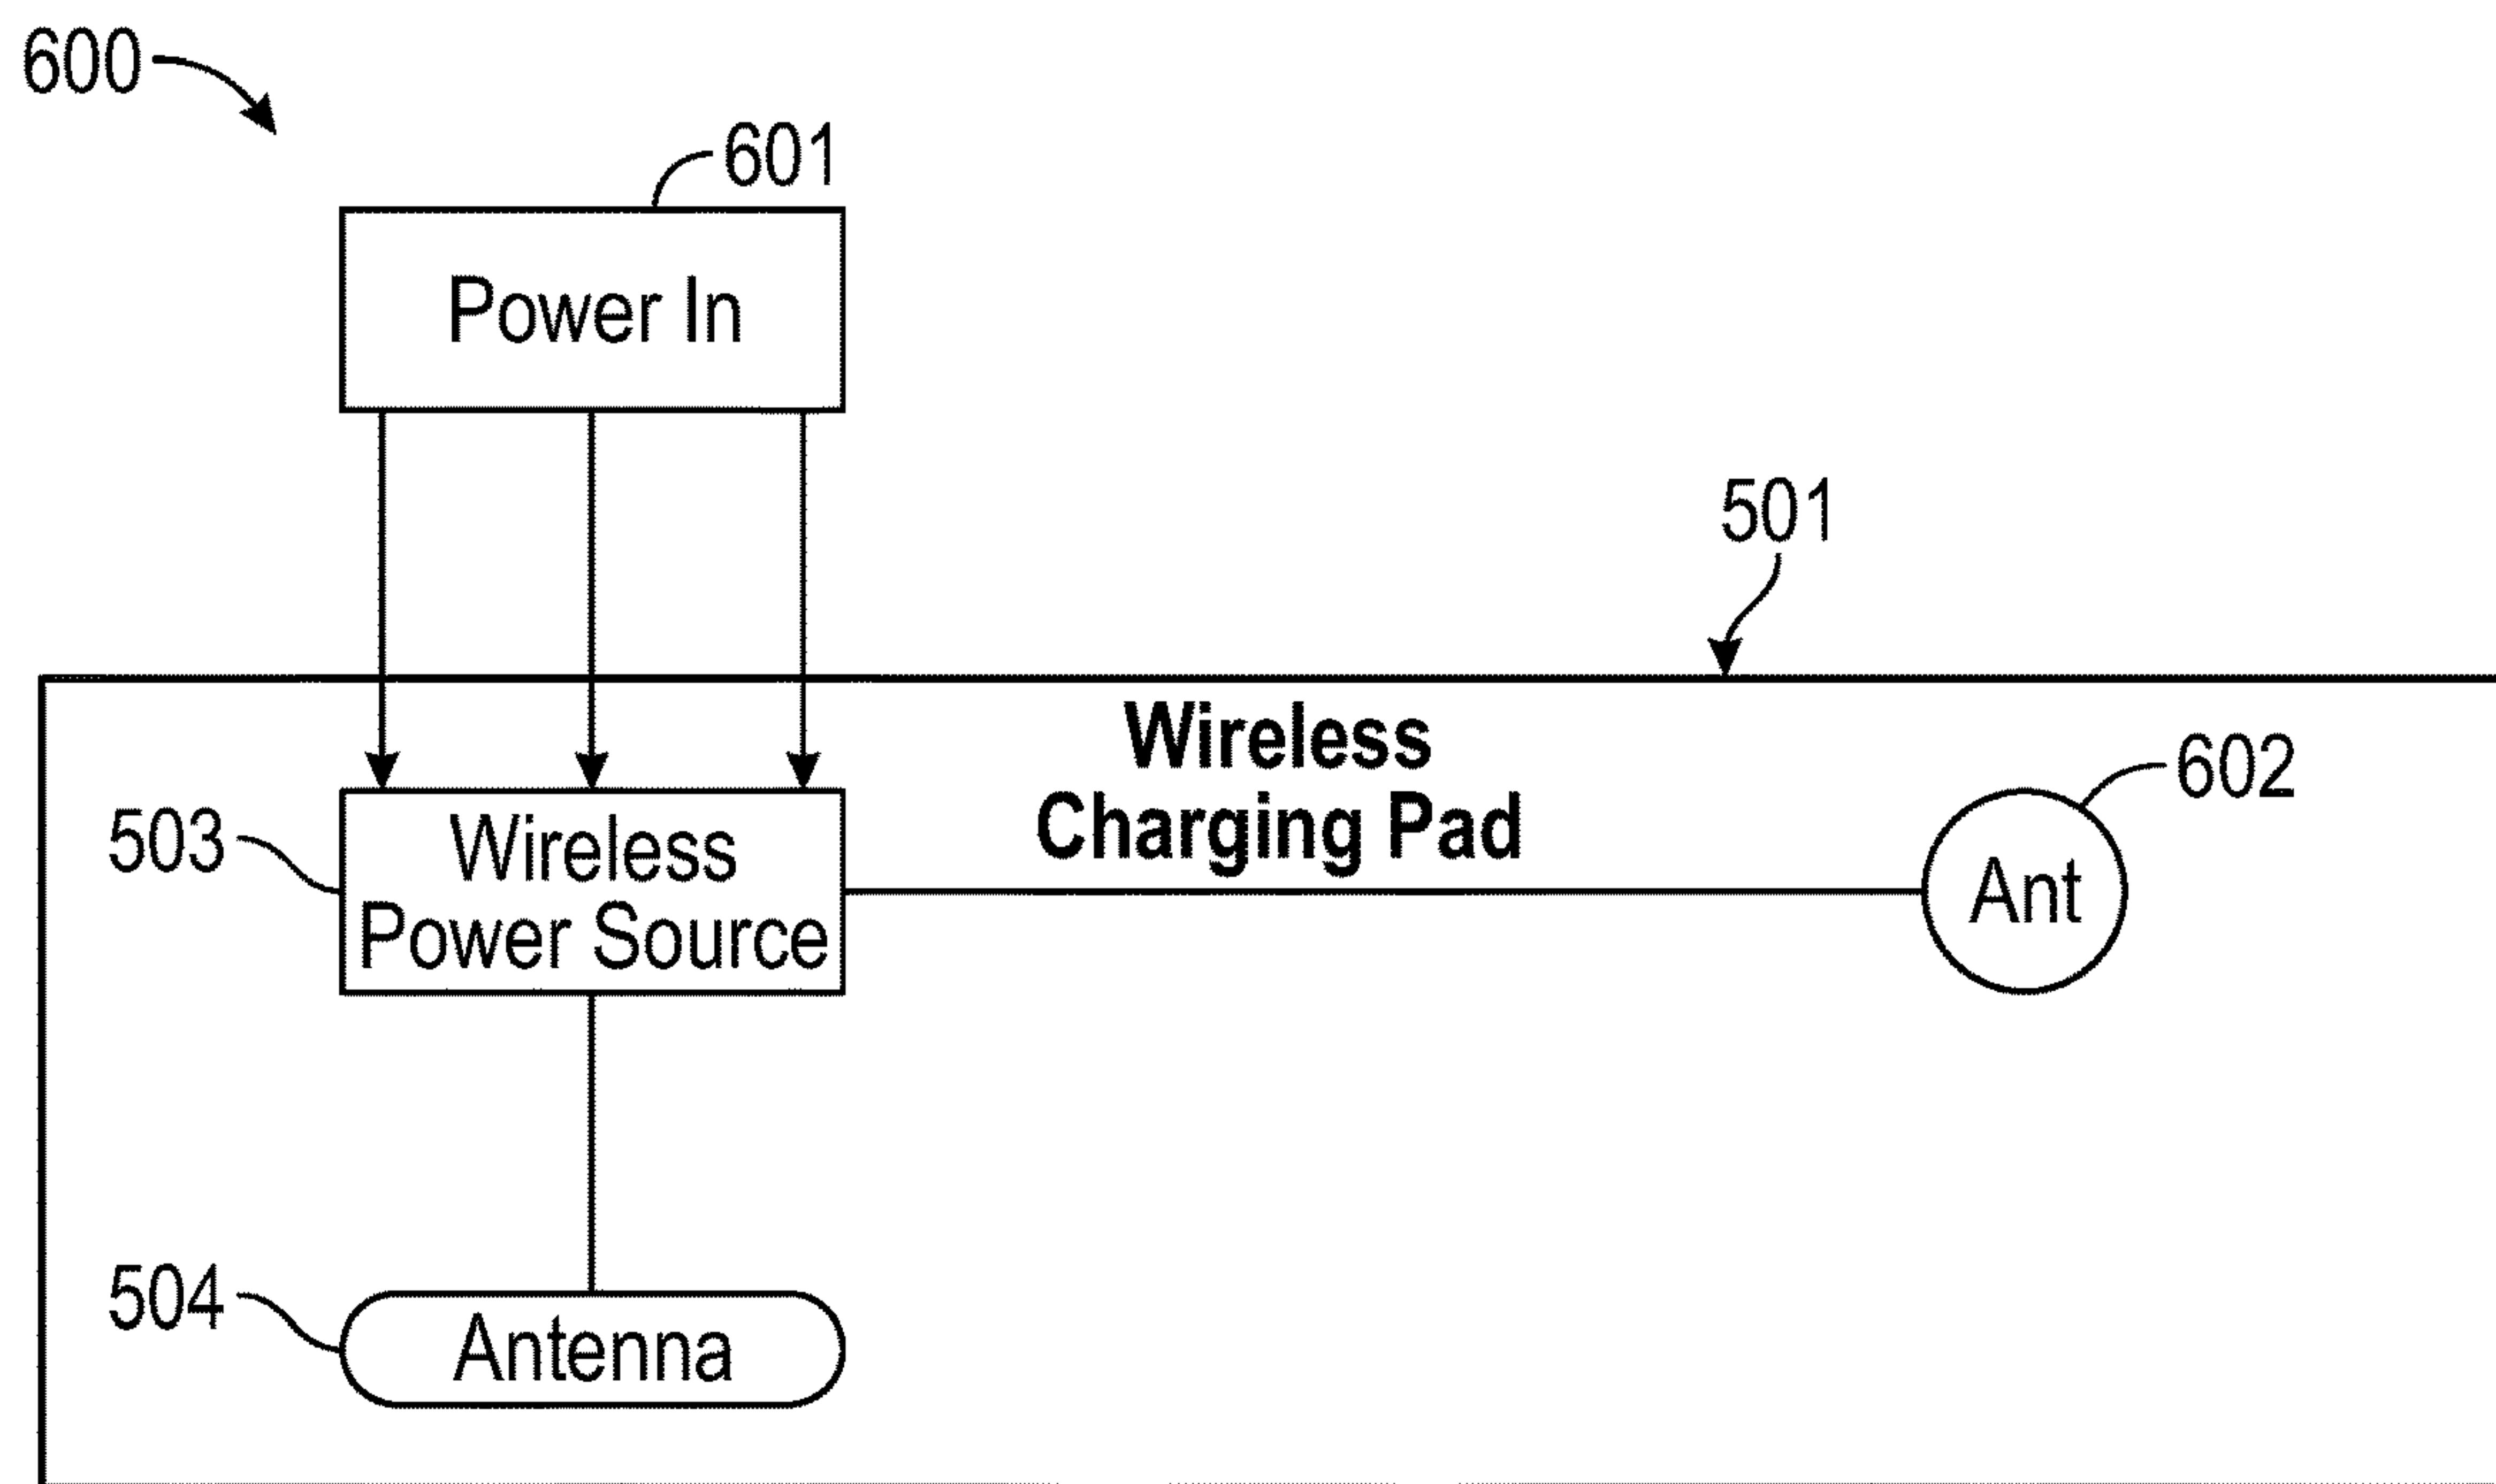 600
601
Power In
501
Wireless
Charging Pad
602
503
Wireless
Power Source
Ant
504
Antenna